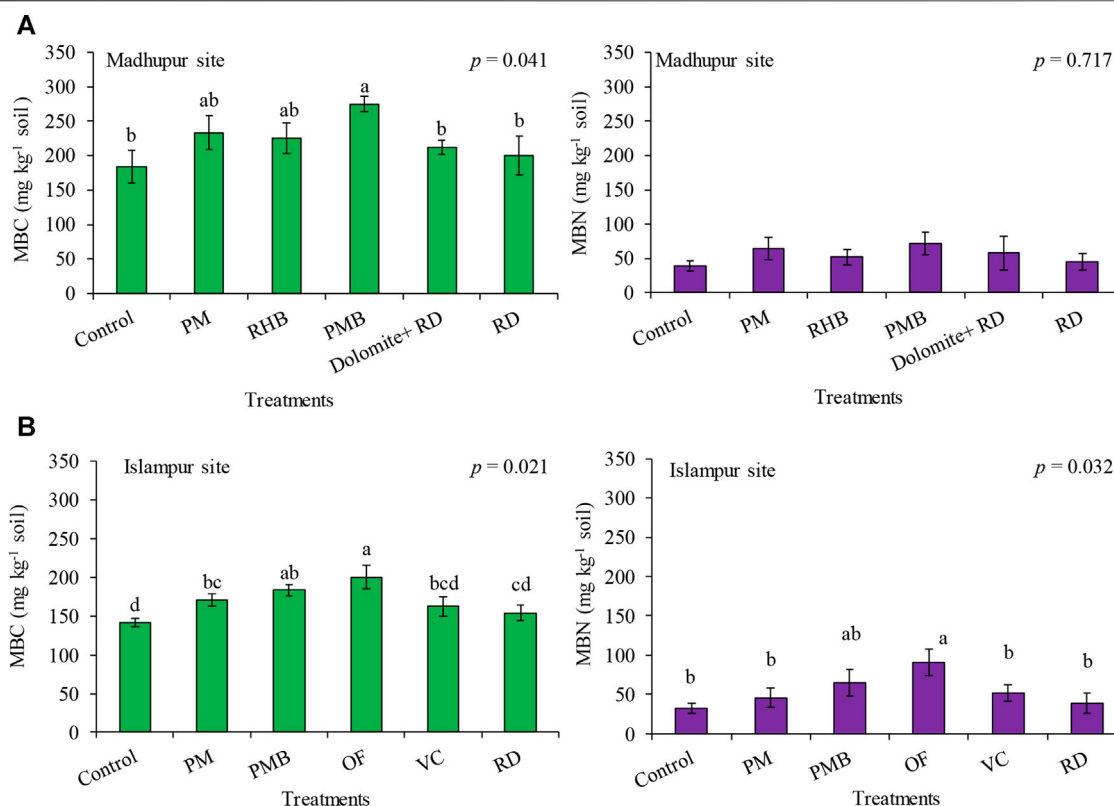 A
Madhupur site
p = 0.041
MBC (mg kg-1 soil )
350
300
250
200
150
100
50
0
b
ab
ab
a
b
b
Control
PM
RHB
PMB
Dolomite+ RD
RD
Treatments
Madhupur site
p = 0.717
MBN (mg kg-1 soil)
350
300
250
200
150
100
50
0
Control
PM
RHB
PMB
Dolomite+ RD
RD
Treatments
B
Islampur site
p = 0.021
MBC (mg kg-1 soil)
350
300
250
200
150
100
50
0
d
bc
ab
a
bcd
cd
Control
PM
PMB
OF
VC
RD
Treatments
Islampur site
p = 0.032
MBN (mg kg-1 soil)
350
300
250
200
150
100
50
0
b
b
ab
a
b
b
Control
PM
PMB
OF
VC
RD
Treatments